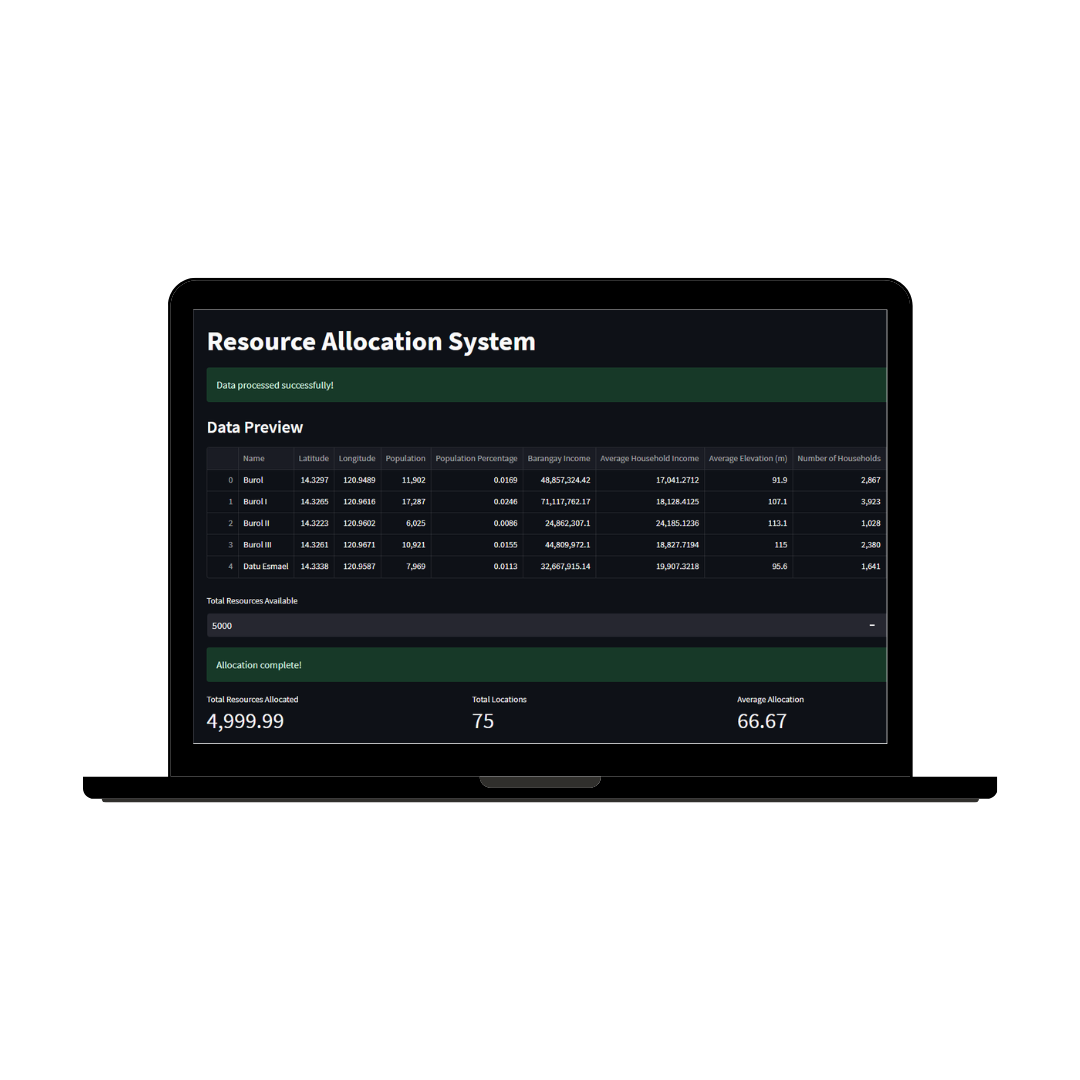 Resource Allocation System
Data processed successfully!
Data Preview
Name Latitude Longitude Population Population Percentage Barangay Income Average Household Income Average Elevation (m) Number of Households
0 Burol 14.3297 120.9489 11,902 0.0169 48,857,324.42 17,041.2712 91.9 2,867
1 Burol I 14.3265 120.9616 17,287 0.0246 71,117,762.17 18,128.4125 107.1 3,923
2 Burol II 14.3223 120.9602 6,025 0.0086 24,862,307.1 24,185.1236 113.1 1,028
3 Burol III 14.3261 120.9671 10,921 0.0155 44,809,972.1 18,827.7194 115 2,380
4 Datu Esmael 14.3338 120.9587 7,969 0.0113 32,667,915.14 19,907.3218 95.6 1,641
Total Resources Available
5000 −
Allocation complete!
Total Resources Allocated Total Locations Average Allocation
4,999.99 75 66.67